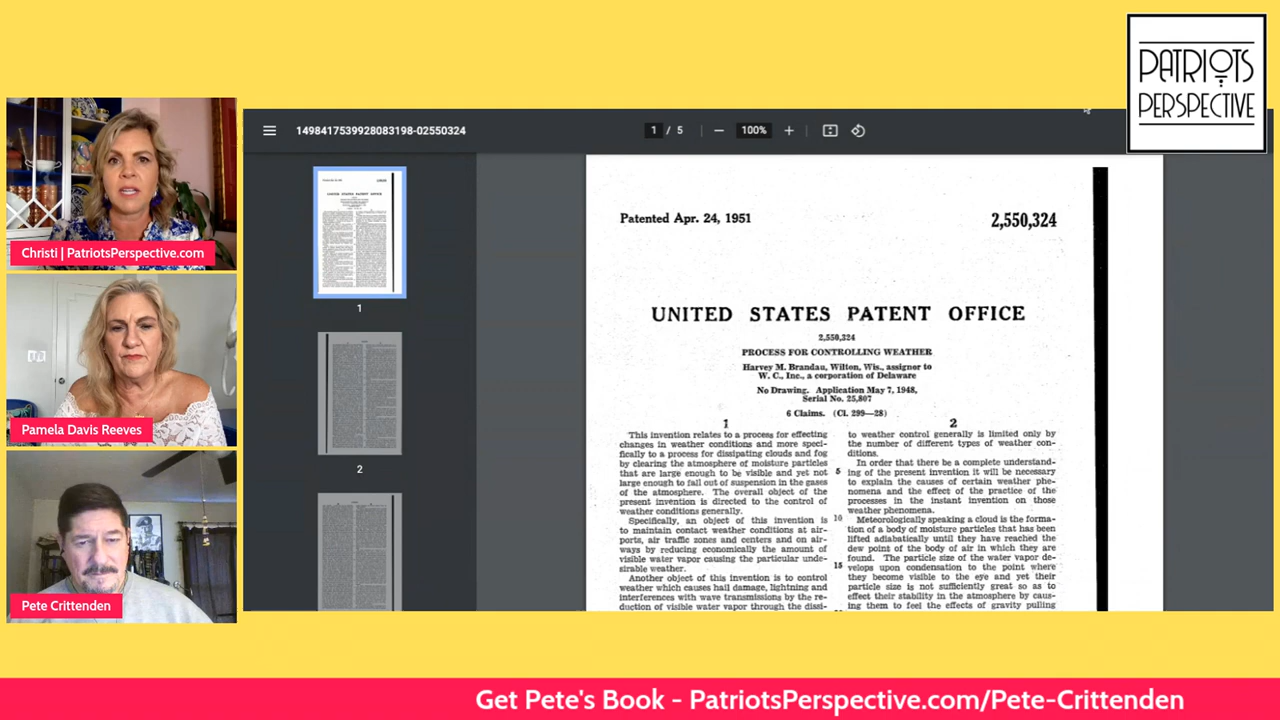 PATRIOTS
PERSPECTIVE
1498417539928083198-02550324
1 / 5
100%
Christi | PatriotsPerspective.com
Pamela Davis Reeves
Pete Crittenden
1
2
Patented Apr. 24, 1951
2,550,324
UNITED STATES PATENT OFFICE
2,550,324
PROCESS FOR CONTROLLING WEATHER
Harvey M. Brandau, Wilton, Wis., assignor to
W. C., Inc., a corporation of Delaware
No Drawing. Application May 7, 1948,
Serial No. 25,807
6 Claims. (Cl. 299—28)
1
This invention relates to a process for effecting
changes in weather conditions and more speci-
fically to a process for dissipating clouds and fog
by clearing the atmosphere of moisture particles
that are large enough to be visible and yet not
large enough to fall out of suspension in the gases
of the atmosphere. The overall object of the
present invention is directed to the control of
weather conditions generally.
Specifically, an object of this invention is
to maintain contact weather conditions at air-
ports, air traffic zones and centers and on air-
ways by reducing economically the amount of
visible water vapor causing the particular unde-
sirable weather.
Another object of this invention is to control
weather which causes hail damage, lightning and
interferences with wave transmissions by the re-
duction of visible water vapor through the dissi-
5
10
15
2
to weather control generally is limited only by
the number of different types of weather con-
ditions.
In order that there be a complete understand-
ing of the present invention it will be necessary
to explain the causes of certain weather phe-
nomena and the effect of the practice of the
processes in the instant invention on those
weather phenomena.
Meteorologically speaking a cloud is the forma-
tion of a body of moisture particles that has been
lifted adiabatically until they have reached the
dew point of the body of air in which they are
found. The particle size of the water vapor de-
velops upon condensation to the point where
they become visible to the eye and yet their
particle size is not sufficiently great so as to
effect their stability in the atmosphere by caus-
ing them to feel the effects of gravity pulling
Get Pete's Book - PatriotsPerspective.com/Pete-Crittenden